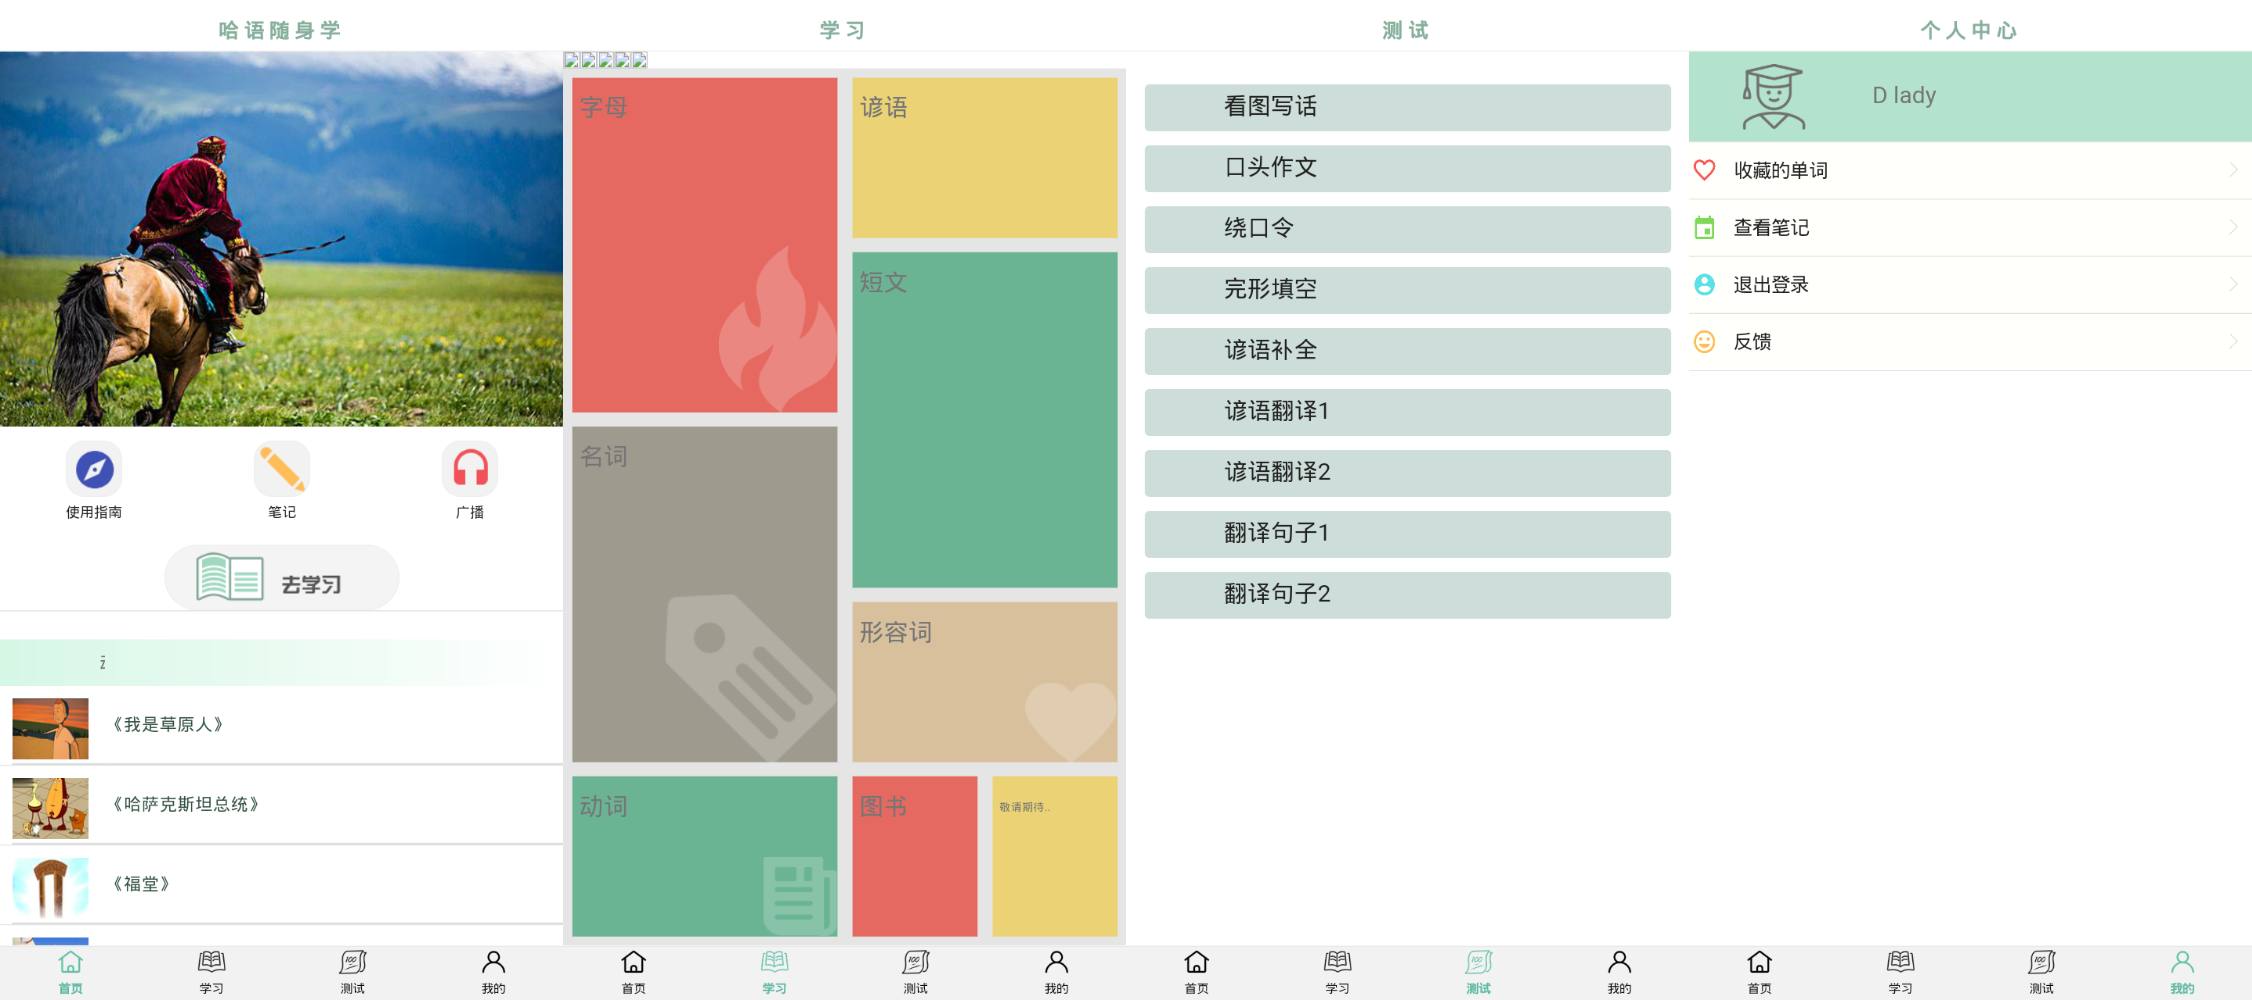 哈语随身学
使用指南
笔记
广播
去学习
《我是草原人》
《哈萨克斯坦总统》
《福堂》
首页
学习
测试
我的
学习
字母
谚语
短文
名词
形容词
动词
图书
敬请期待..
首页
学习
测试
我的
测试
看图写话
口头作文
绕口令
完形填空
谚语补全
谚语翻译1
谚语翻译2
翻译句子1
翻译句子2
首页
学习
测试
我的
个人中心
D lady
收藏的单词
查看笔记
退出登录
反馈
首页
学习
测试
我的